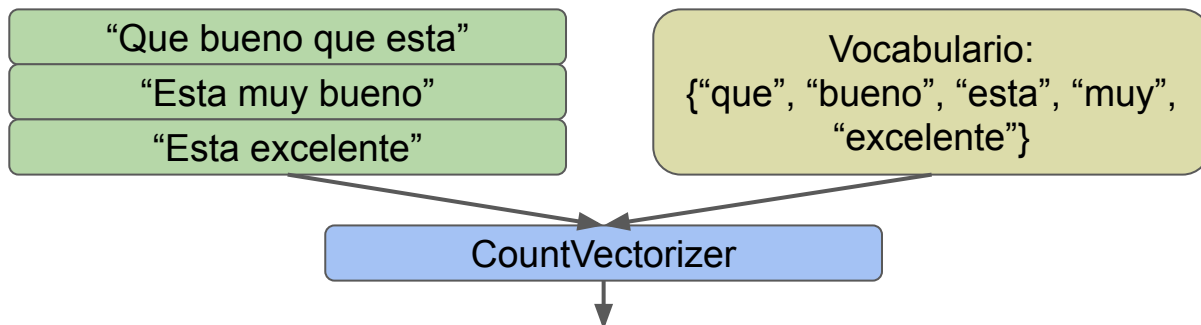 “Que bueno que esta”
“Esta muy bueno”
“Esta excelente”
Vocabulario:
{“que”, “bueno”, “esta”, “muy”,
“excelente”}
CountVectorizer